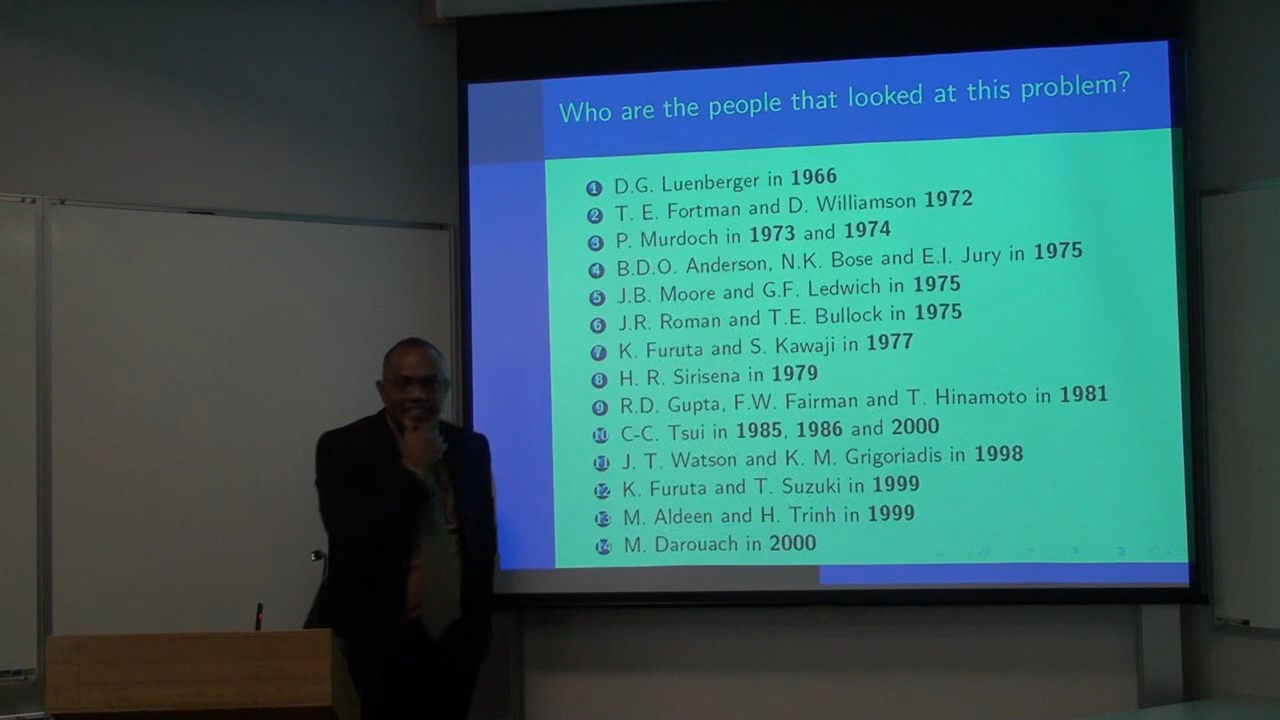 Who are the people that looked at this problem?
1 D.G. Luenberger in 1966
2 T. E. Fortman and D. Williamson 1972
3 P. Murdoch in 1973 and 1974
4 B.D.O. Anderson, N.K. Bose and E.I. Jury in 1975
5 J.B. Moore and G.F. Ledwich in 1975
6 J.R. Roman and T.E. Bullock in 1975
7 K. Furuta and S. Kawaji in 1977
8 H. R. Sirisena in 1979
9 R.D. Gupta, F.W. Fairman and T. Hinamoto in 1981
10 C-C. Tsui in 1985, 1986 and 2000
11 J. T. Watson and K. M. Grigoriadis in 1998
12 K. Furuta and T. Suzuki in 1999
13 M. Aldeen and H. Trinh in 1999
14 M. Darouach in 2000